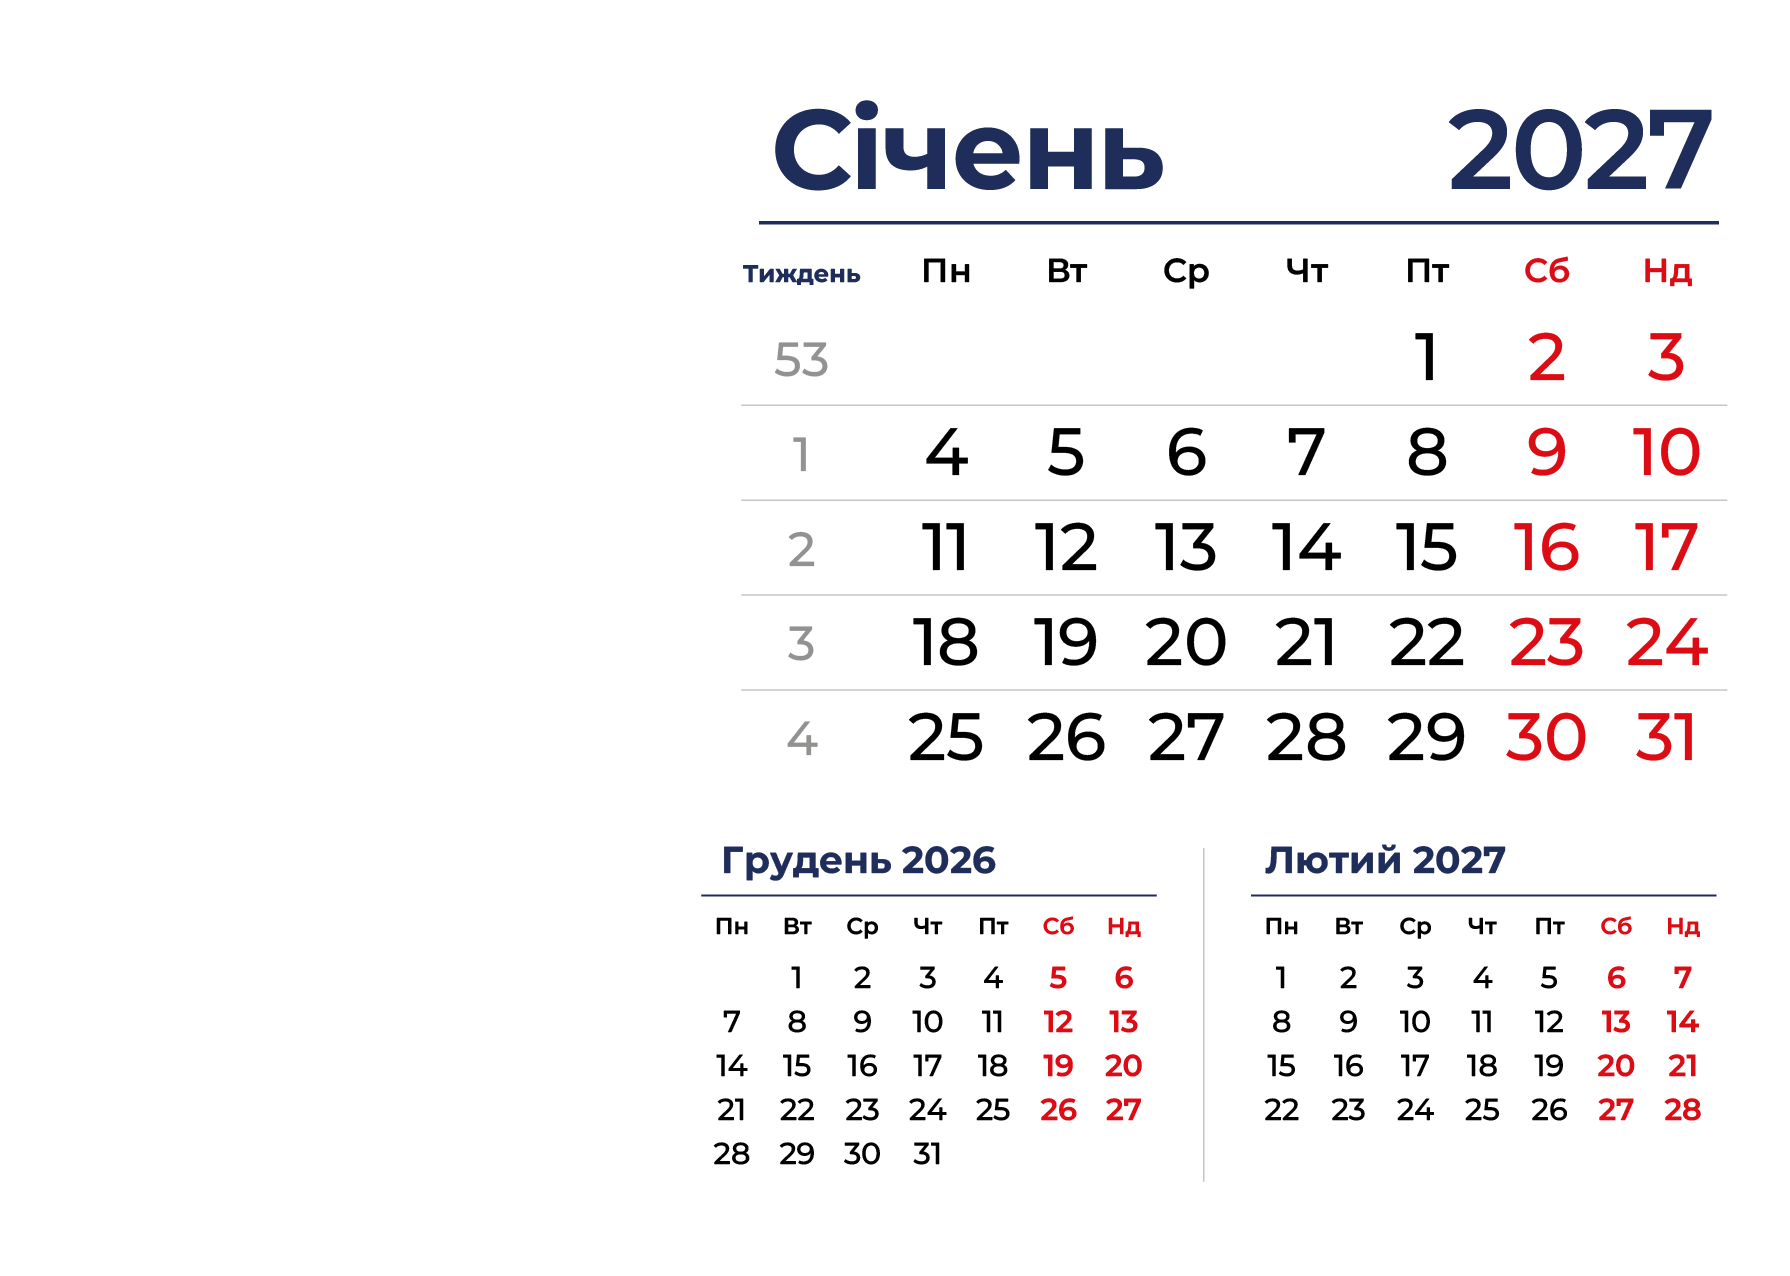 Січень 2027
Тиждень Пн Вт Ср Чт Пт Сб Нд
53 1 2 3
1 4 5 6 7 8 9 10
2 11 12 13 14 15 16 17
3 18 19 20 21 22 23 24
4 25 26 27 28 29 30 31
Грудень 2026
Пн Вт Ср Чт Пт Сб Нд
1 2 3 4 5 6
7 8 9 10 11 12 13
14 15 16 17 18 19 20
21 22 23 24 25 26 27
28 29 30 31
Лютий 2027
Пн Вт Ср Чт Пт Сб Нд
1 2 3 4 5 6 7
8 9 10 11 12 13 14
15 16 17 18 19 20 21
22 23 24 25 26 27 28